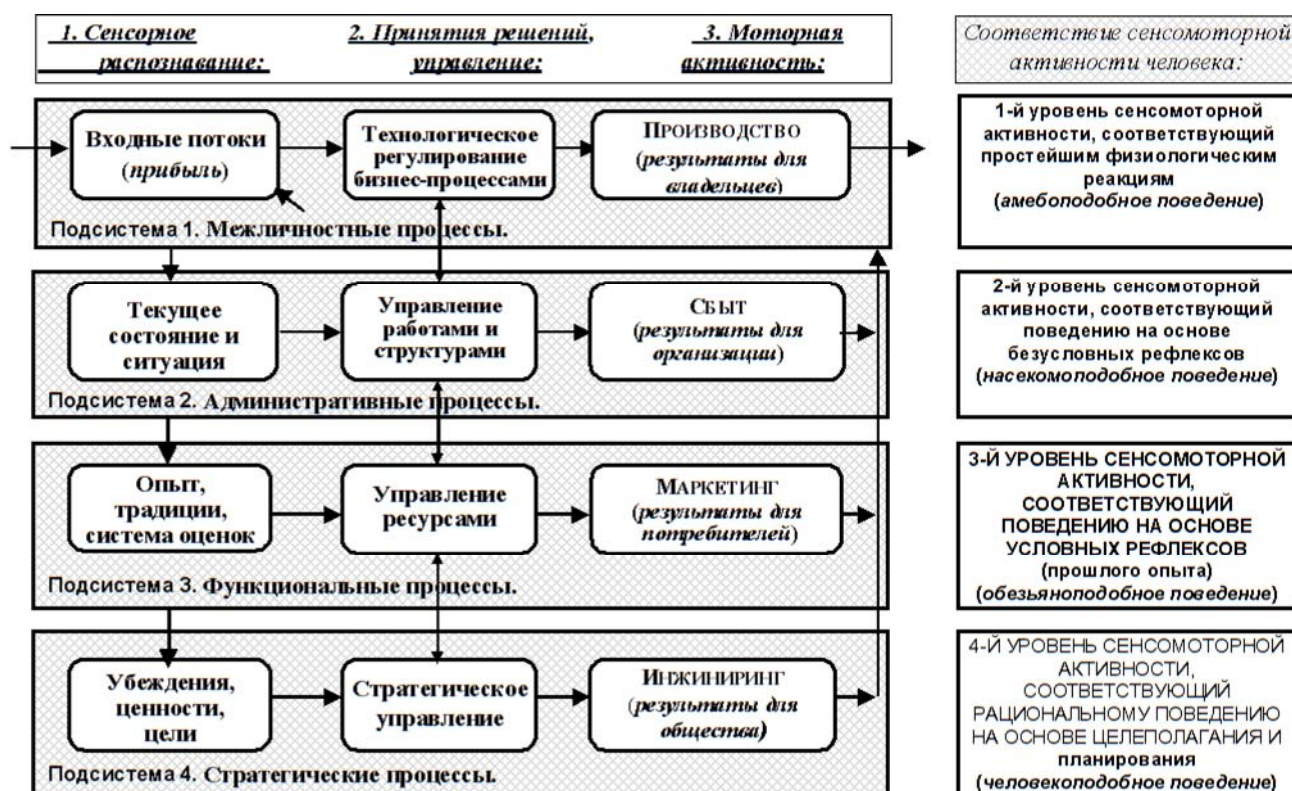 1. Сенсорное
распознавание:
2. Принятия решений,
управление:
3. Моторная
активность:
Соответствие сенсомоторной
активности человека:
Входные потоки
(прибыль)
Технологическое
регулирование
бизнес-процессами
ПРОИЗВОДСТВО
(результаты для
владельцев)
Подсистема 1. Межличностные процессы.
1-й уровень сенсомоторной
активности, соответствующий
простейшим физиологическим
реакциям
(амебоподобное поведение)
Текущее
состояние и
ситуация
Управление
работами и
структурами
СБЫТ
(результаты для
организации)
Подсистема 2. Административные процессы.
2-й уровень сенсомоторной
активности, соответствующий
поведению на основе
безусловных рефлексов
(насекомоподобное поведение)
Опыт,
традиции,
система оценок
Управление
ресурсами
МАРКЕТИНГ
(результаты для
потребителей)
Подсистема 3. Функциональные процессы.
3-Й УРОВЕНЬ СЕНСОМОТОРНОЙ
АКТИВНОСТИ,
СООТВЕТСТВУЮЩИЙ
ПОВЕДЕНИЮ НА ОСНОВЕ
УСЛОВНЫХ РЕФЛЕКСОВ
(прошлого опыта)
(обезьяноподобное поведение)
Убеждения,
ценности,
цели
Стратегическое
управление
ИНЖИНИРИНГ
(результаты для
общества)
Подсистема 4. Стратегические процессы.
4-Й УРОВЕНЬ СЕНСОМОТОРНОЙ
АКТИВНОСТИ,
СООТВЕТСТВУЮЩИЙ
РАЦИОНАЛЬНОМУ ПОВЕДЕНИЮ
НА ОСНОВЕ ЦЕЛЕПОЛАГАНИЯ И
планирования
(человекоподобное поведение)